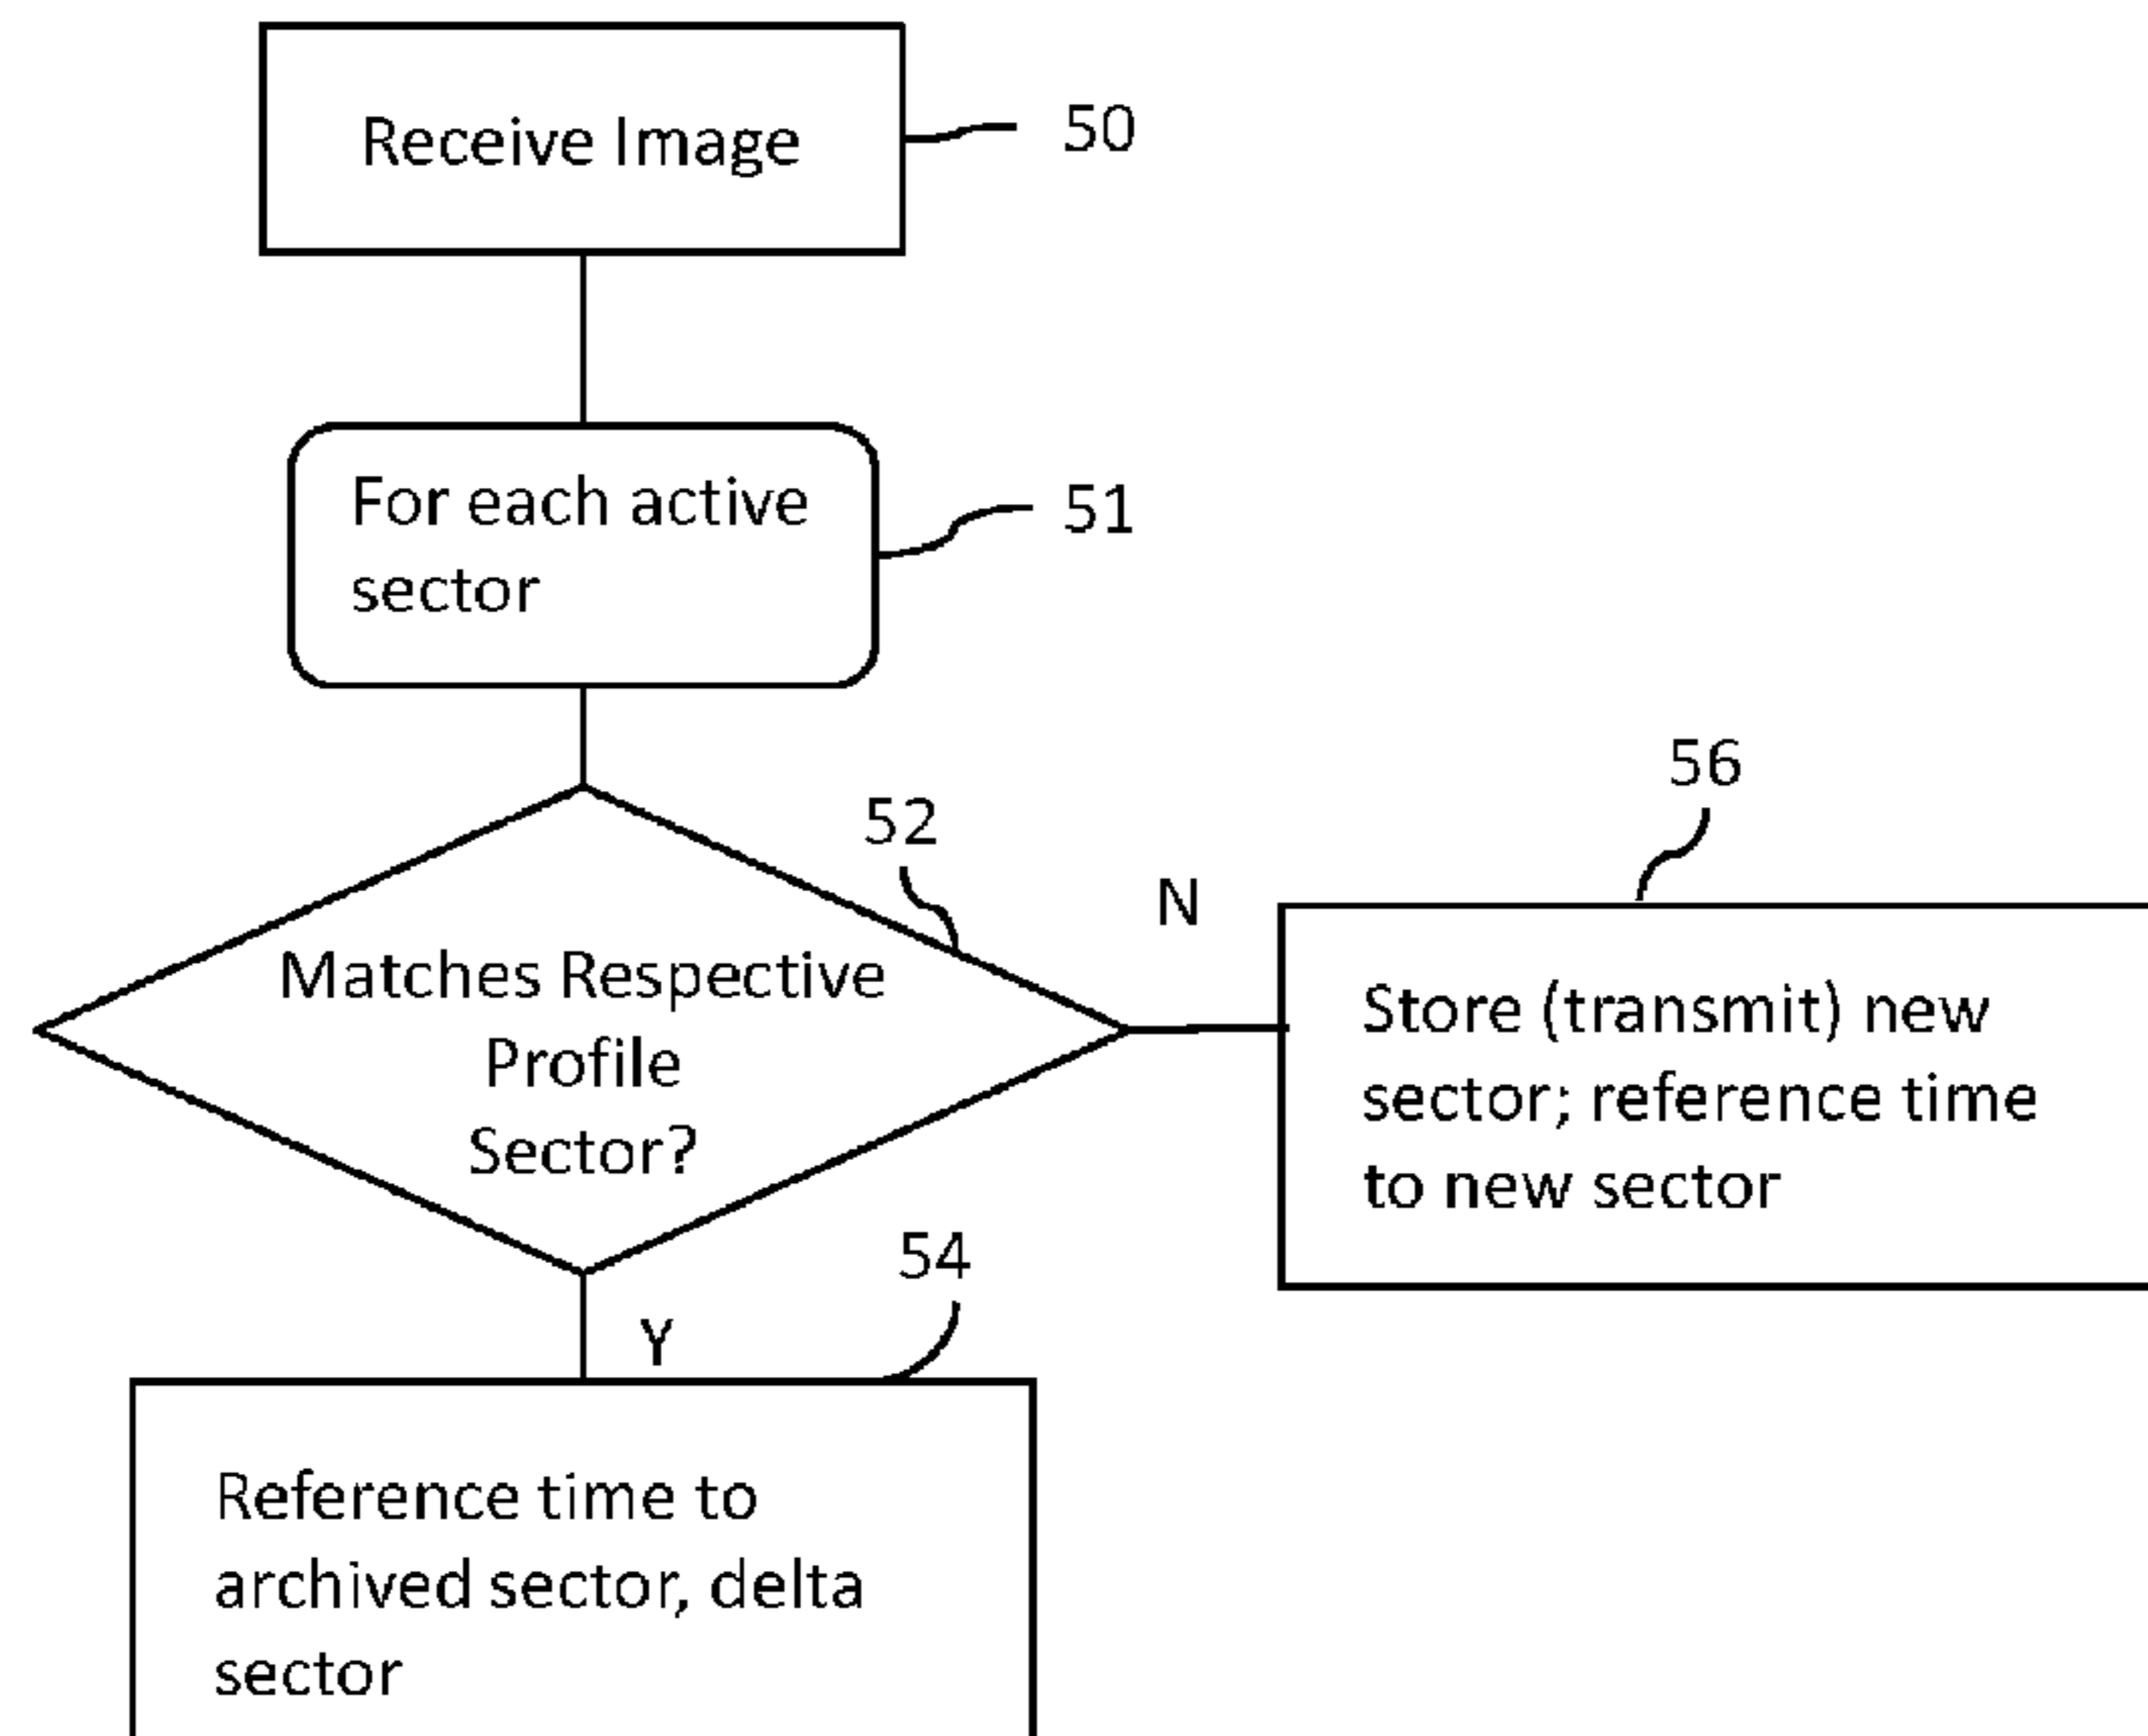 Receive Image
50
For each active
sector
51
52
Matches Respective
Profile
Sector?
N
56
Store (transmit) new
sector; reference time
to new sector
Y
54
Reference time to
archived sector, delta
sector